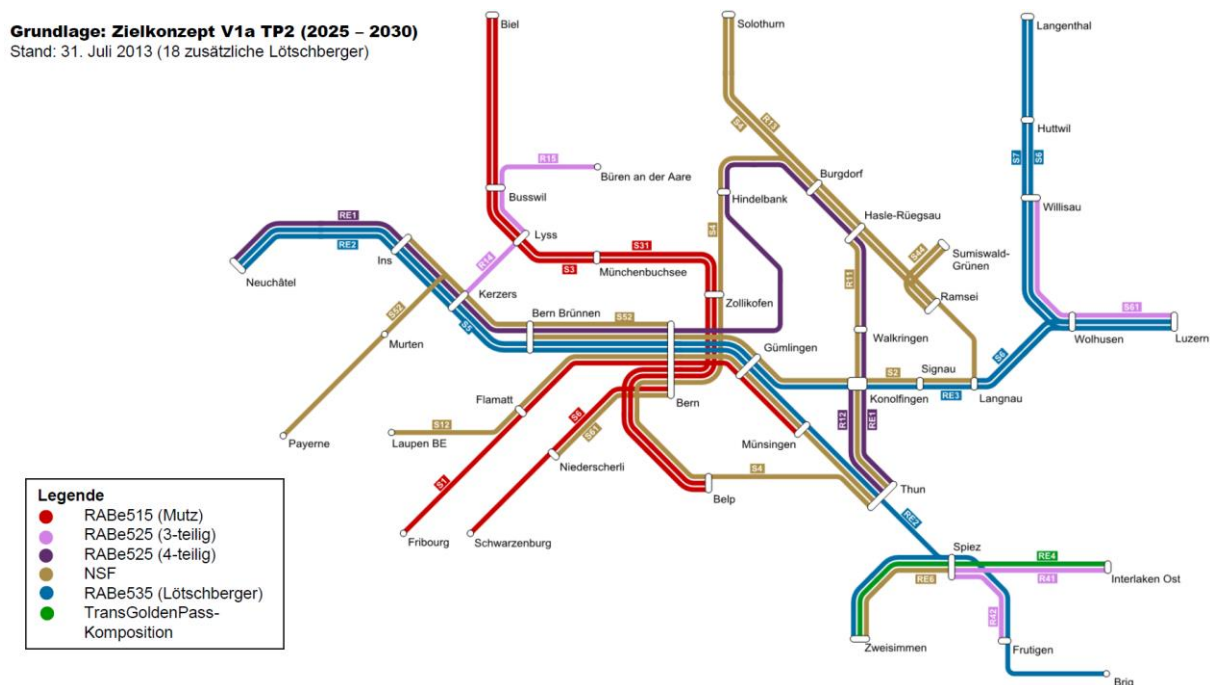 Grundlage: Zielkonzept V1a TP2 (2025 – 2030)
Stand: 31. Juli 2013 (18 zusätzliche Lötschberger)
Biel
Solothurn
Langenthal
S4
R13
Huttwil
S7
S6
R15
Büren an der Aare
Busswil
Hindelbank
Burgdorf
Willisau
RE1
RE2
Ins
Neuchâtel
Lyss
R14
S31
S3
Münchenbuchsee
S4
Hasle-Rüegsau
S44
Sumiswald-
Grünen
R11
Kerzers
Zollikofen
Ramsei
S61
S52
S5
Bern Brünnen
S52
Murten
Gümlingen
Walkringen
Wolhusen
Luzern
S6
Flamatt
S2
Signau
RE3
Konolfingen
Langnau
Bern
S12
Laupen BE
Payerne
S6
S61
R12
RE1
Münsingen
Niederscherli
S4
S1
Belp
Thun
RE2
Fribourg
Schwarzenburg
Spiez
RE4
RE6
R41
Interlaken Ost
R42
Zweisimmen
Frutigen
Brig
Legende
RABe515 (Mutz)
RABe525 (3-teilig)
RABe525 (4-teilig)
NSF
RABe535 (Lötschberger)
TransGoldenPass-
Komposition